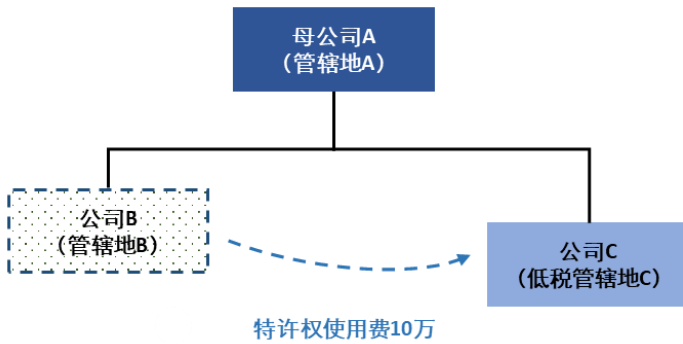 母公司A
（管辖地A）
公司B
（管辖地B）
公司C
（低税管辖地C）
特许权使用费10万